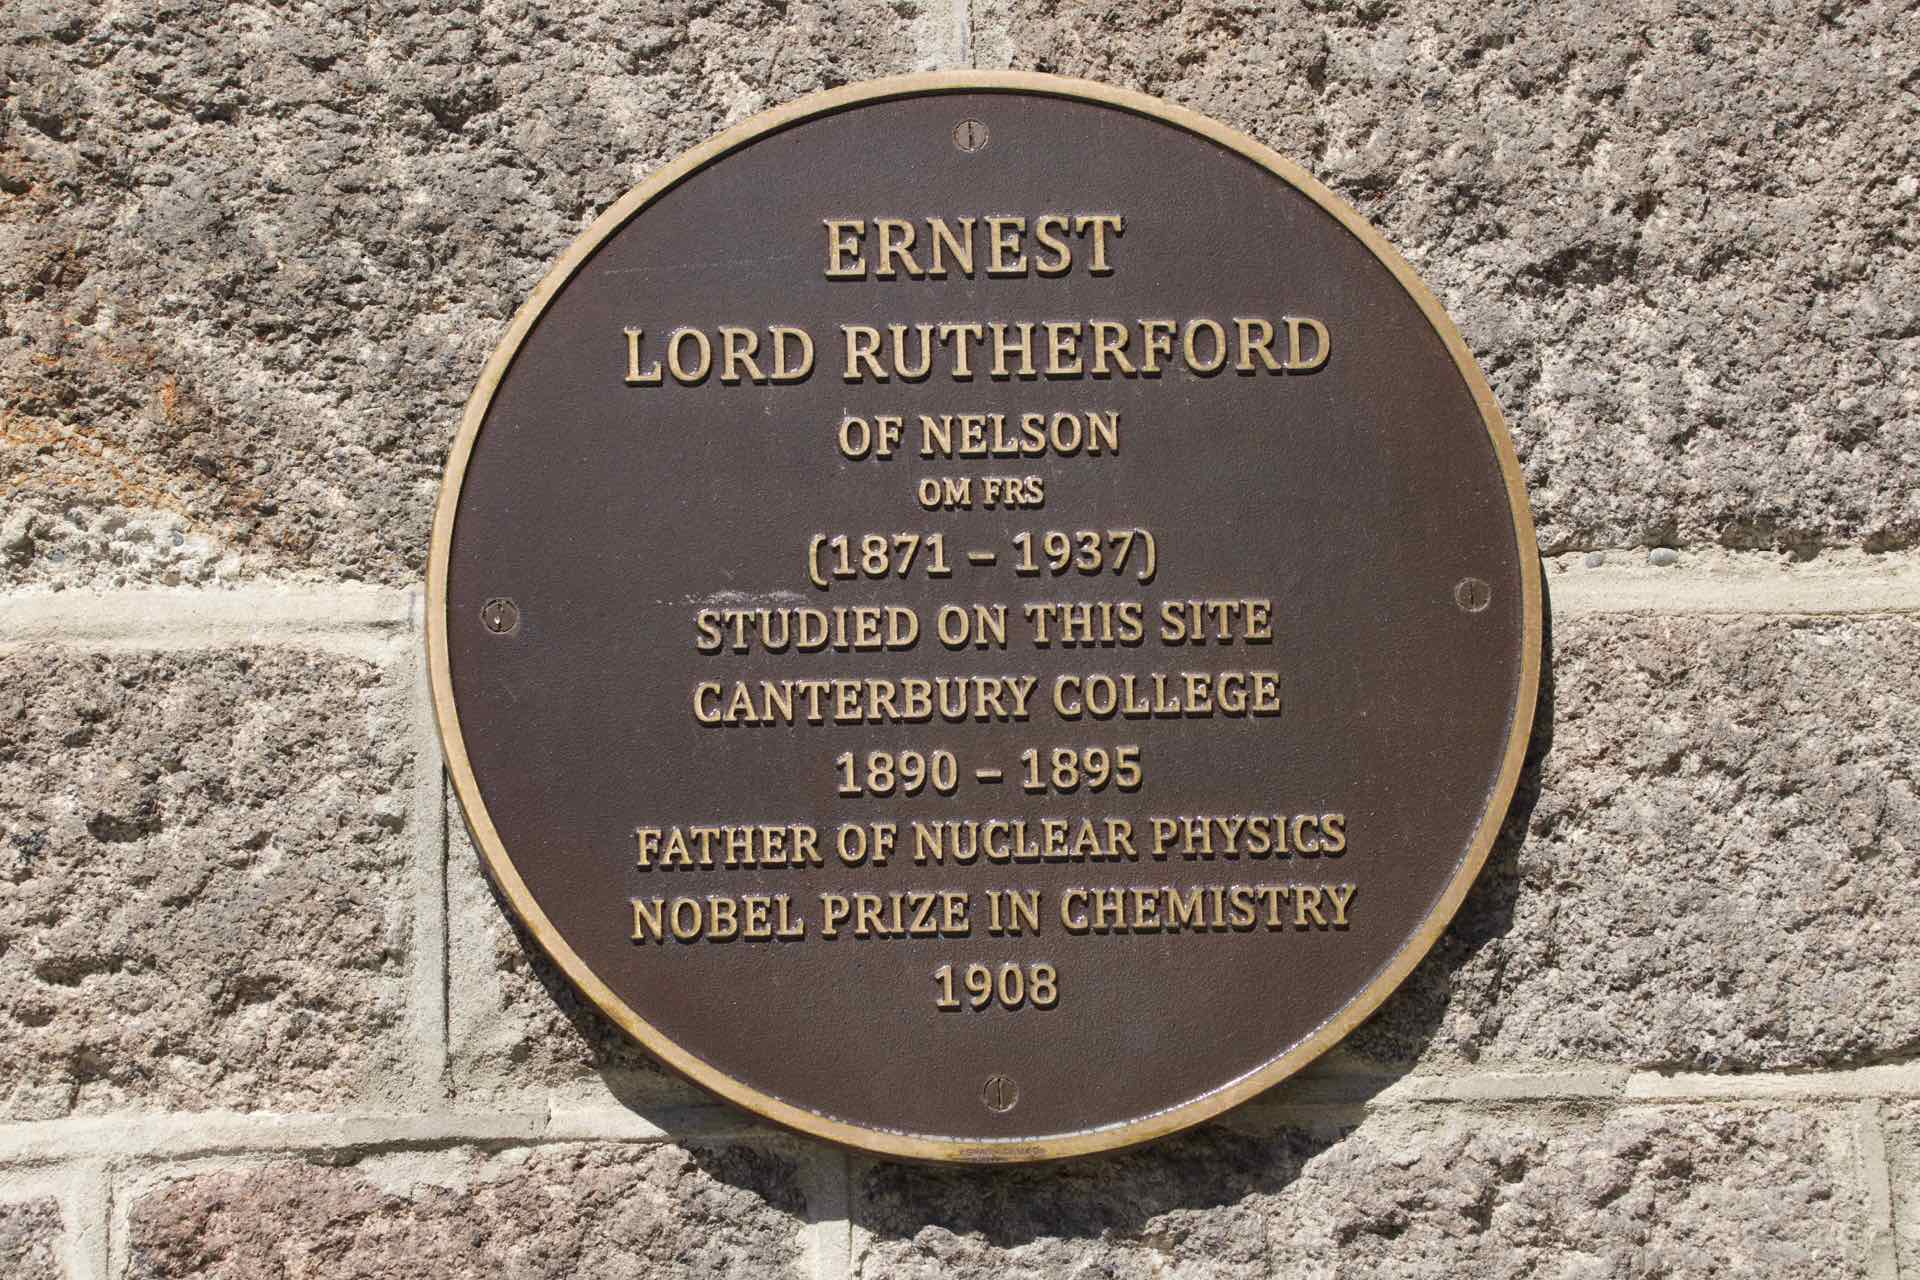 ERNEST
LORD RUTHERFORD
OF NELSON
OM FRS
(1871 – 1937)
STUDIED ON THIS SITE
CANTERBURY COLLEGE
1890 – 1895
FATHER OF NUCLEAR PHYSICS
NOBEL PRIZE IN CHEMISTRY
1908